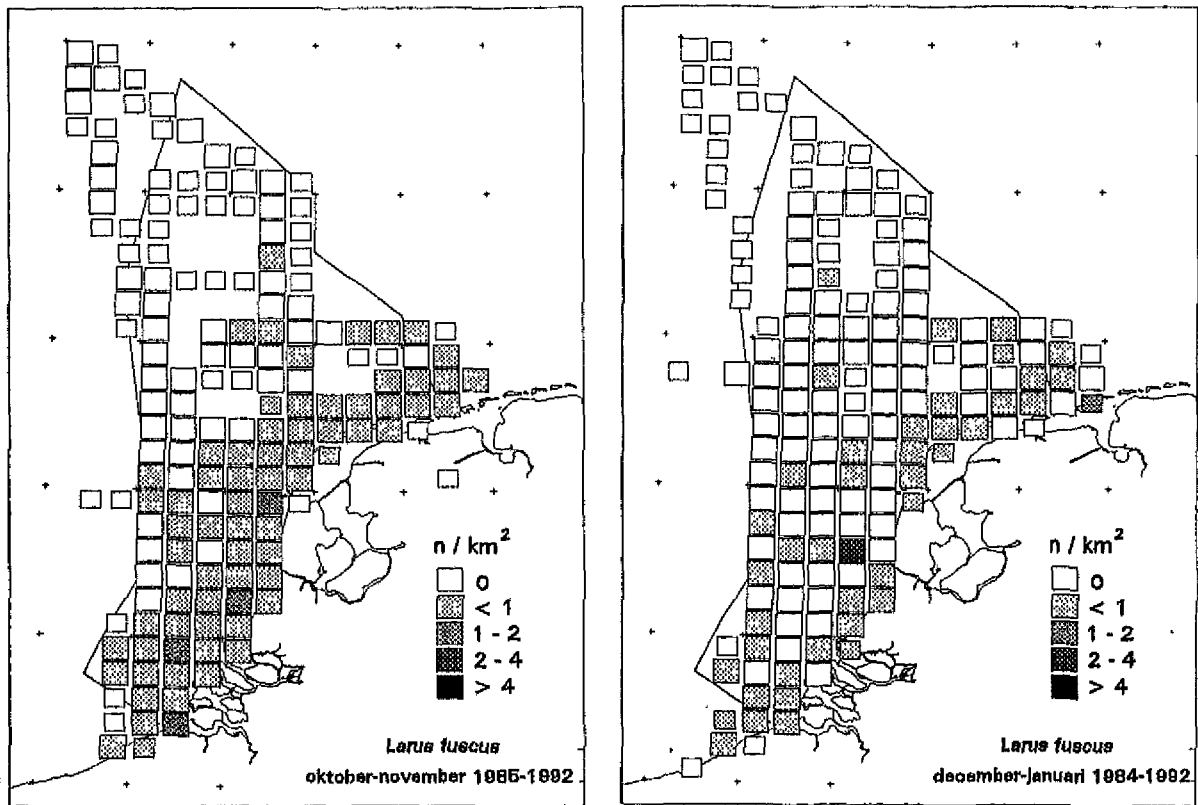 n / km²
0
< 1
1 - 2
2 - 4
> 4
Larus fuscus
oktober-november 1985-1992
n / km²
0
< 1
1 - 2
2 - 4
> 4
Larus fuscus
december-januari 1984-1992